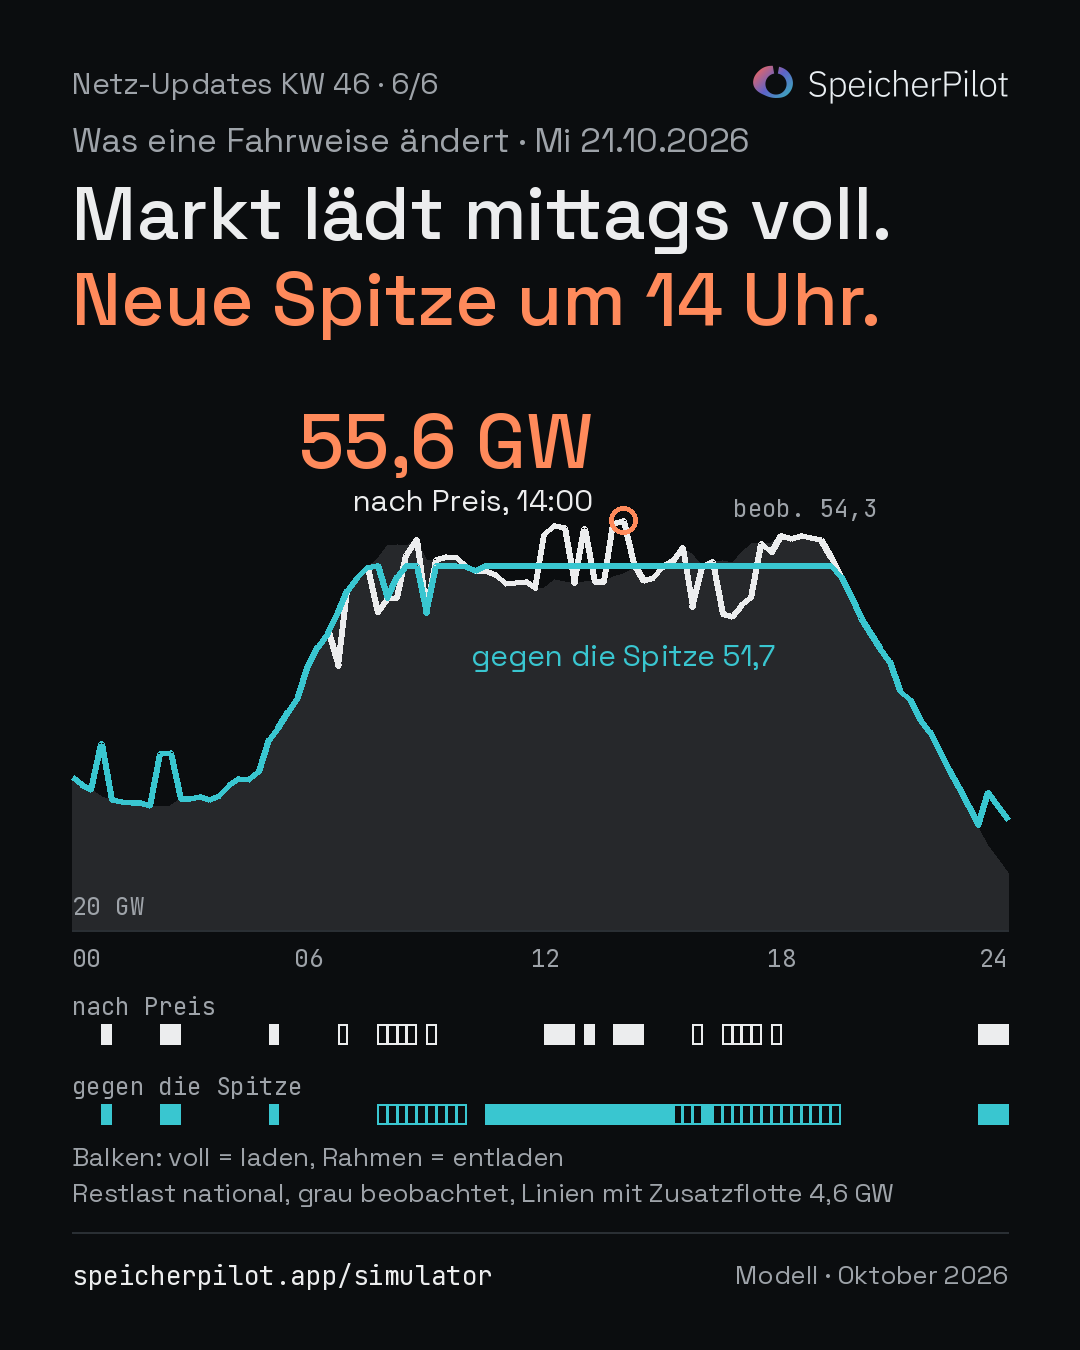 Netz-Updates KW 46 · 6/6
SpeicherPilot
Was eine Fahrweise ändert · Mi 21.10.2026
Markt lädt mittags voll.
Neue Spitze um 14 Uhr.
55,6 GW
nach Preis, 14:00
beob. 54,3
gegen die Spitze 51,7
20 GW
00 06 12 18 24
nach Preis
gegen die Spitze
Balken: voll = laden, Rahmen = entladen
Restlast national, grau beobachtet, Linien mit Zusatzflotte 4,6 GW
speicherpilot.app/simulator
Modell · Oktober 2026